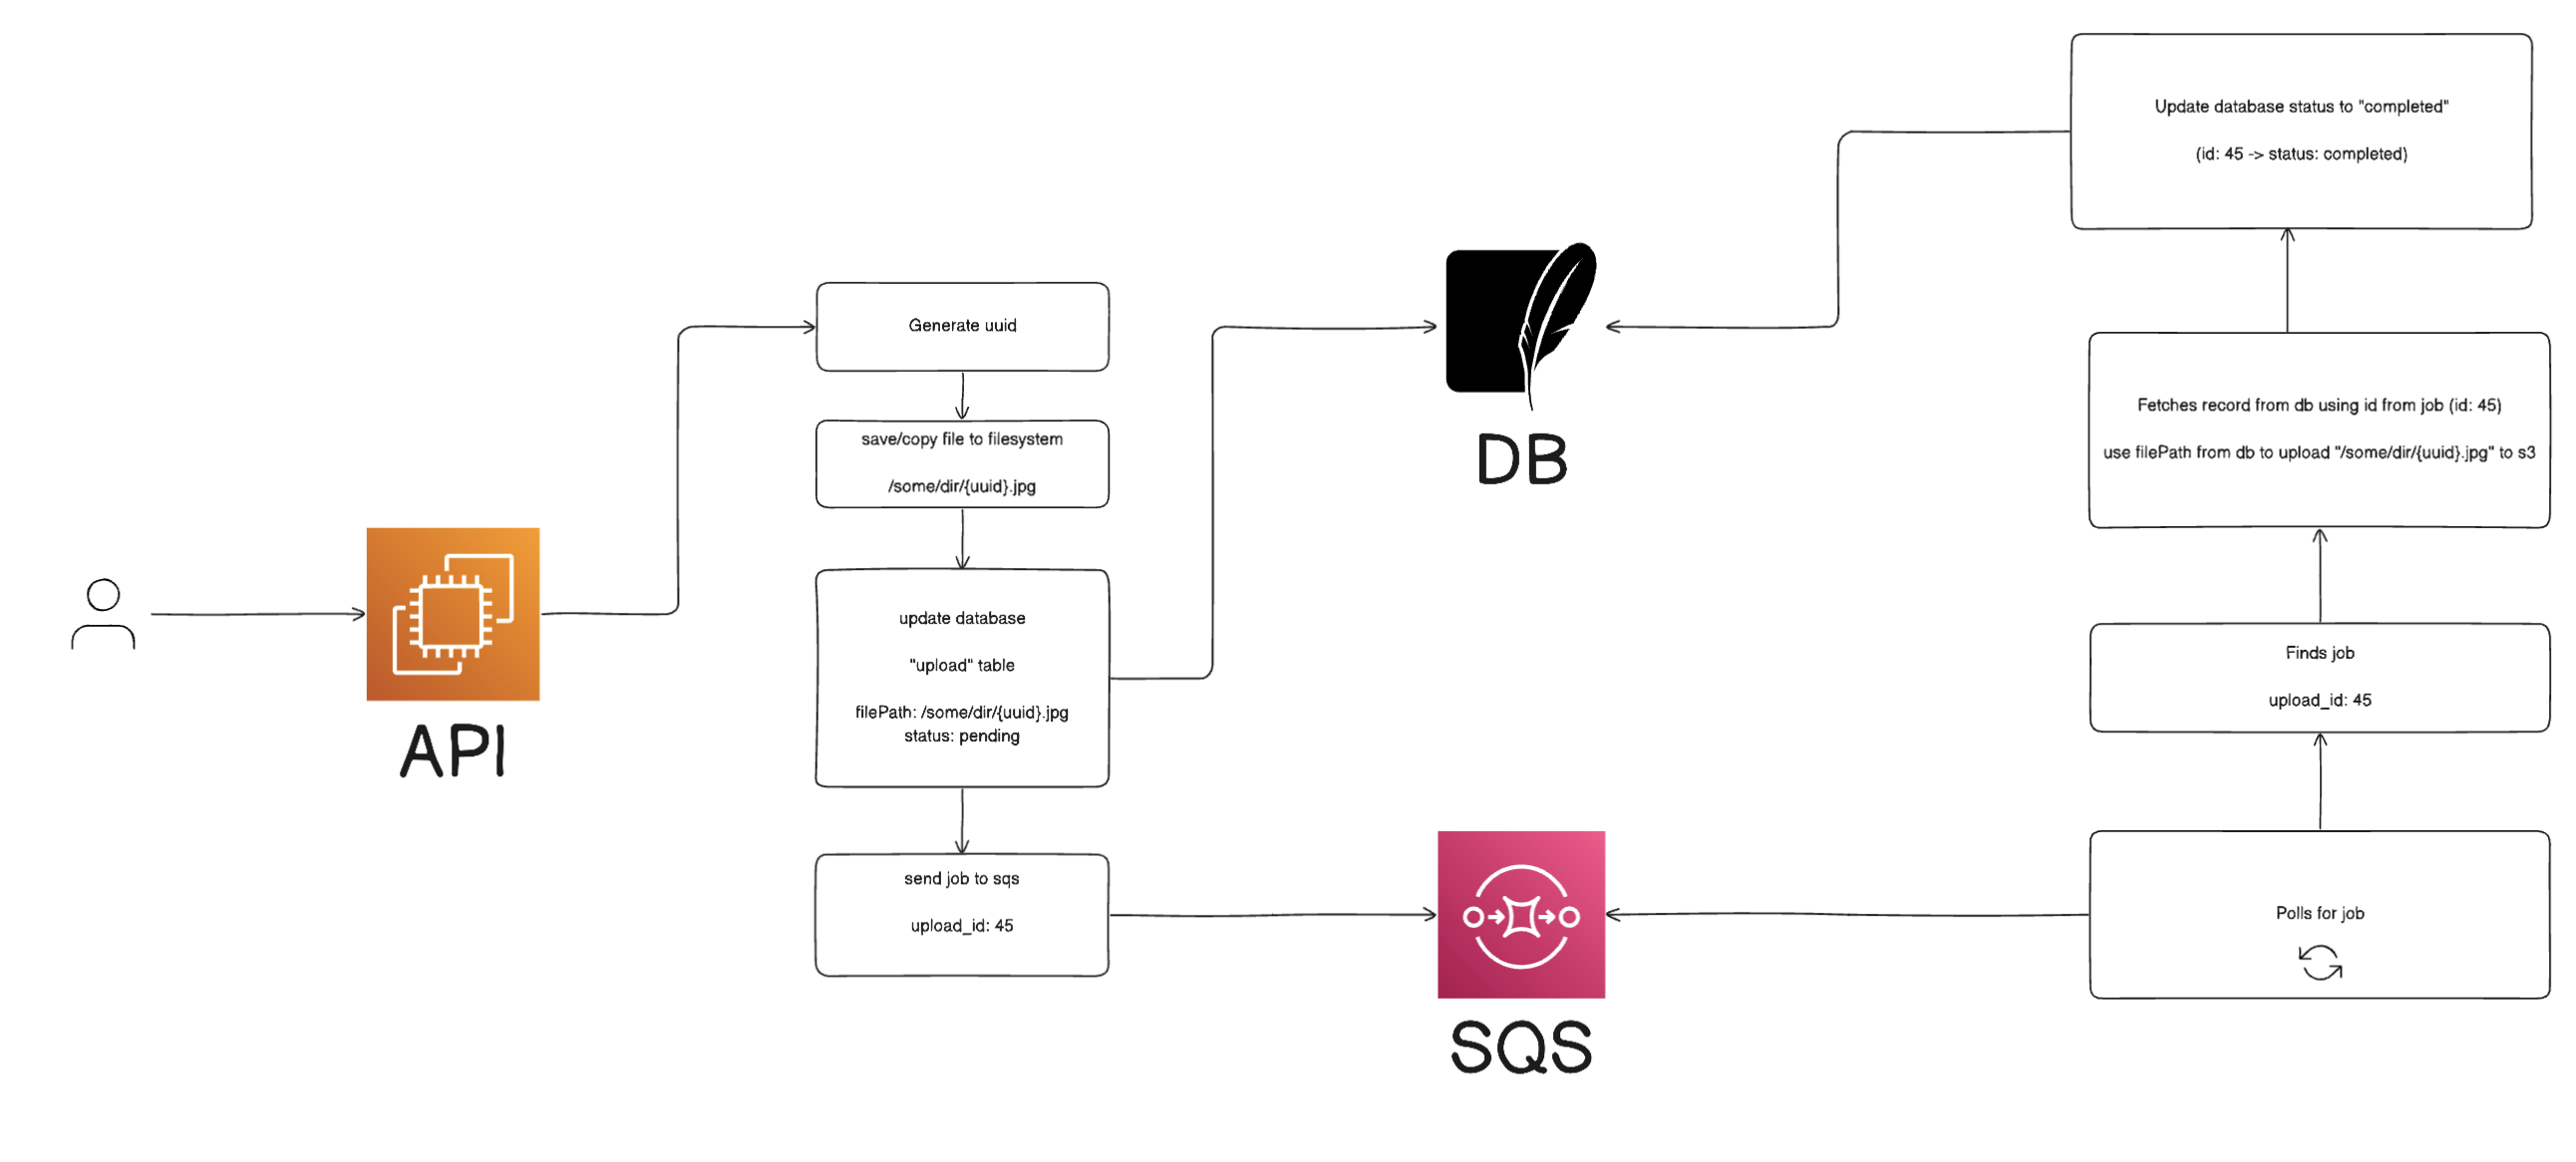 API
Generate uuid
save/copy file to filesystem
/some/dir/{uuid}.jpg
update database
"upload" table
filePath: /some/dir/{uuid}.jpg
status: pending
send job to sqs
upload_id: 45
DB
SQS
Polls for job
Finds job
upload_id: 45
Fetches record from db using id from job (id: 45)
use filePath from db to upload "/some/dir/{uuid}.jpg" to s3
Update database status to "completed"
(id: 45 -> status: completed)